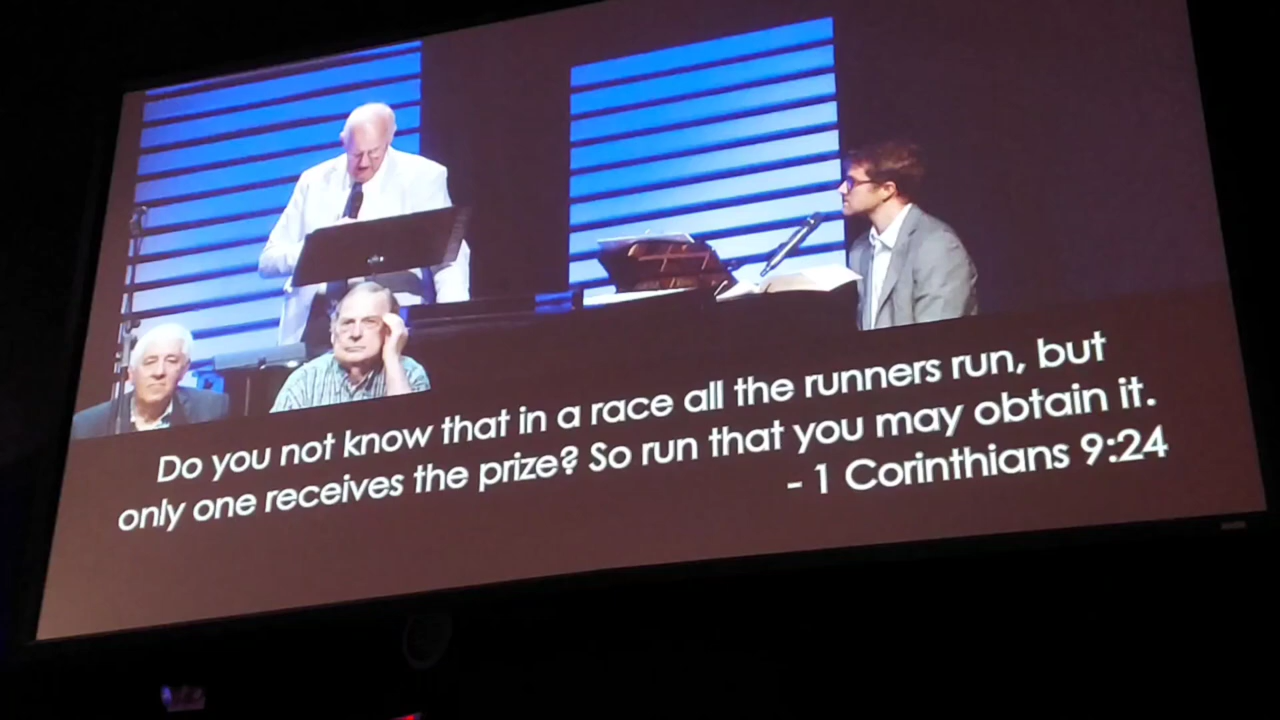 Do you not know that in a race all the runners run, but
only one receives the prize? So run that you may obtain it.
- 1 Corinthians 9:24